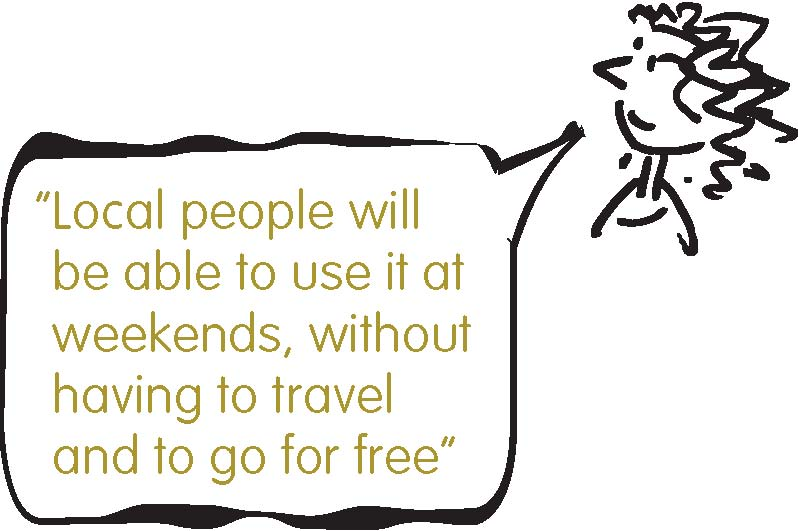 “Local people will
be able to use it at
weekends, without
having to travel
and to go for free”